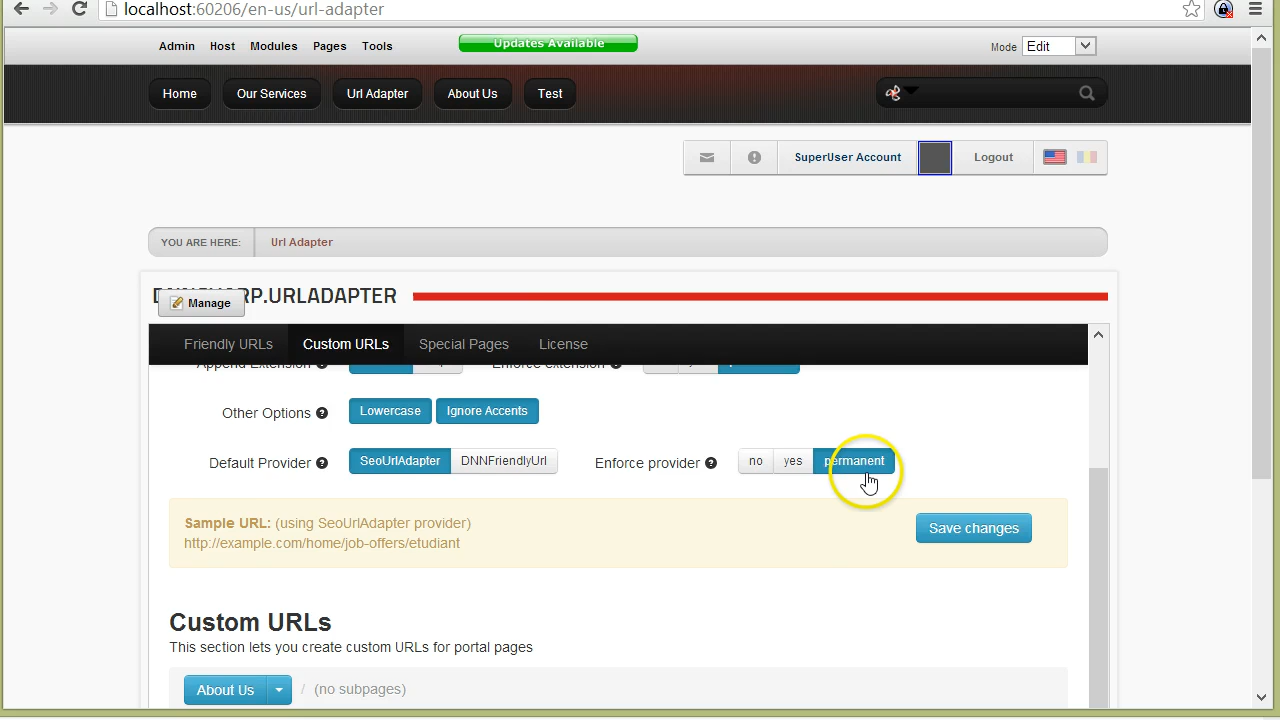 localhost:60206/en-us/url-adapter
Admin Host Modules Pages Tools Updates Available Mode Edit
Home Our Services Url Adapter About Us Test
SuperUser Account Logout
YOU ARE HERE: Url Adapter
Manage
Friendly URLs Custom URLs Special Pages License
Append Extension Enforce extension
Other Options Lowercase Ignore Accents
Default Provider SeoUrlAdapter DNNFriendlyUrl Enforce provider no yes permanent
Sample URL: (using SeoUrlAdapter provider)
http://example.com/home/job-offers/etudiant
Save changes
Custom URLs
This section lets you create custom URLs for portal pages
About Us / (no subpages)